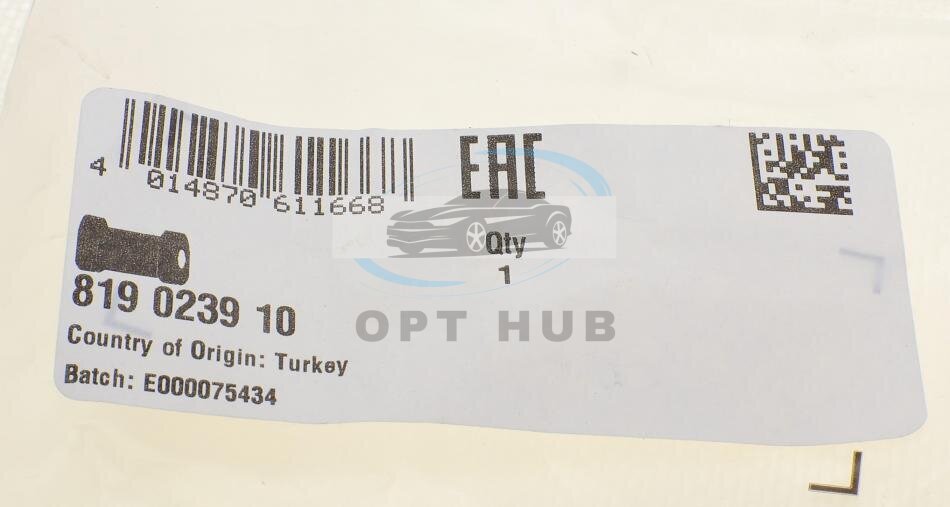 4 014870 611668
EAC
Qty
1
819 0239 10
Country of Origin: Turkey
Batch: E000075434
OPT HUB